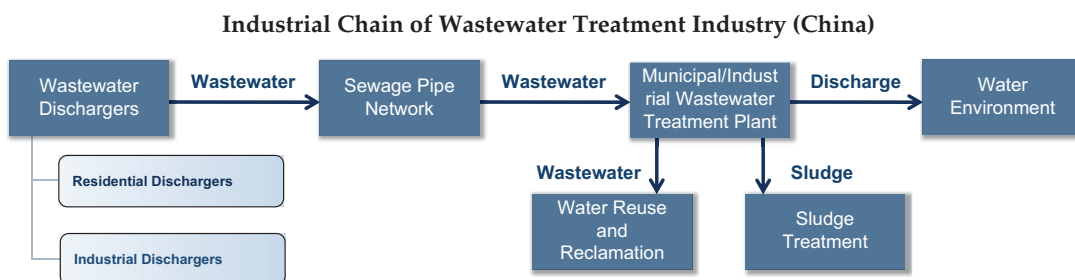 Industrial Chain of Wastewater Treatment Industry (China)
Wastewater
Dischargers
Wastewater
Sewage Pipe
Network
Wastewater
Municipal/Indust
rial Wastewater
Treatment Plant
Discharge
Water
Environment
Residential Dischargers
Industrial Dischargers
Wastewater
Water Reuse
and
Reclamation
Sludge
Sludge
Treatment